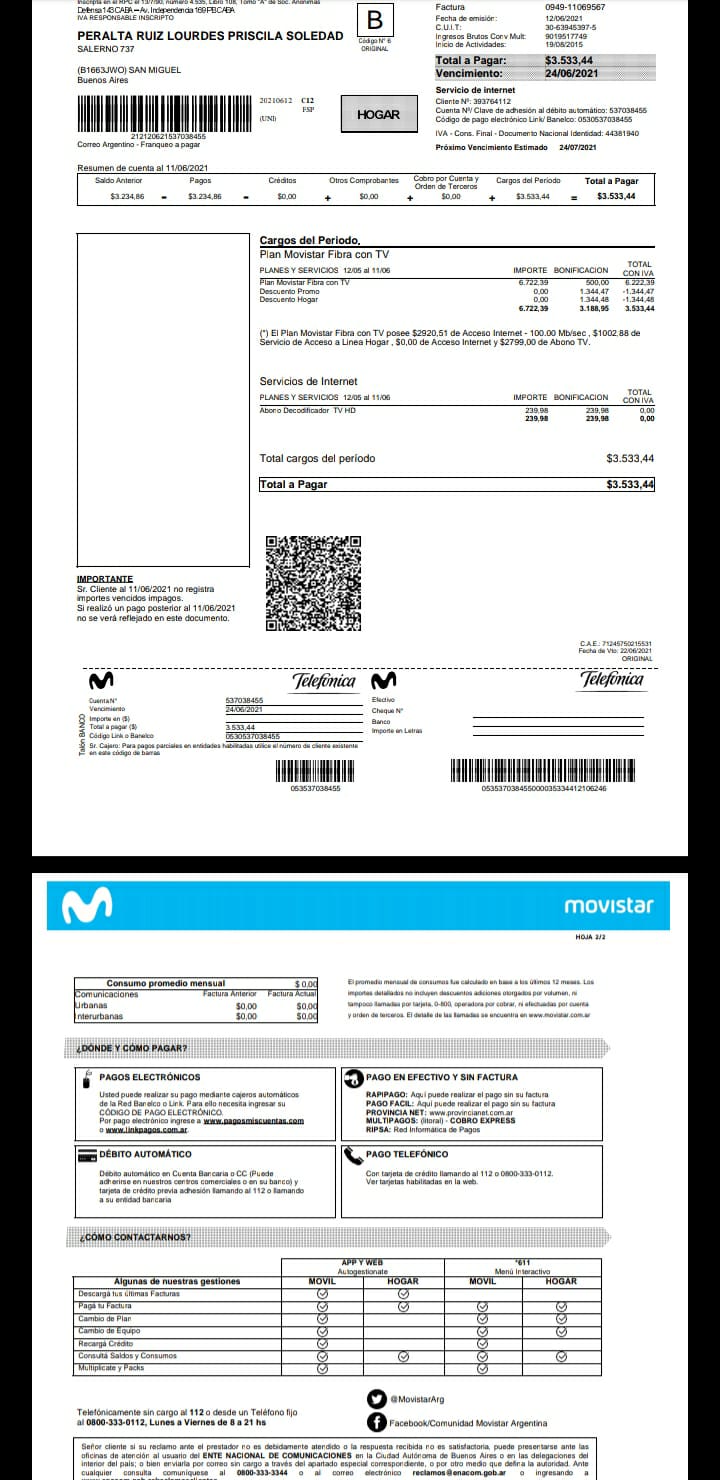 Inscripta en el RPC el 13/7/90, número 4.535, Libro 108, Tomo "A" de Soc. Anónimas
Defensa 143 CABA – Av. Independencia 169 PB CABA
IVA RESPONSABLE INSCRIPTO
PERALTA RUIZ LOURDES PRISCILA SOLEDAD
SALERNO 737
(B1663JWO) SAN MIGUEL
Buenos Aires
212120621537038455
Correo Argentino - Franqueo a pagar
20210612 C12
FSP
(UNI)
B
Código N° 6
ORIGINAL
HOGAR
Factura 0949-11069567
Fecha de emisión: 12/06/2021
C.U.I.T: 30-63945397-5
Ingresos Brutos Conv Mult: 9019517749
Inicio de Actividades: 19/08/2015
Total a Pagar: $3.533,44
Vencimiento: 24/06/2021
Servicio de internet
Cliente Nº: 393764112
Cuenta Nº/ Clave de adhesión al débito automático: 537038455
Código de pago electrónico Link/ Banelco: 0530537038455
IVA - Cons. Final - Documento Nacional Identidad: 44381940
Próximo Vencimiento Estimado 24/07/2021
Resumen de cuenta al 11/06/2021
Saldo Anterior Pagos Créditos Otros Comprobantes Cobro por Cuenta y Orden de Terceros Cargos del Período Total a Pagar
$3.234,86 - $3.234,86 - $0,00 + $0,00 + $0,00 + $3.533,44 = $3.533,44
Cargos del Periodo.
Plan Movistar Fibra con TV
PLANES Y SERVICIOS 12/05 al 11/06 IMPORTE BONIFICACION TOTAL CON IVA
Plan Movistar Fibra con TV 6.722,39 500,00 6.222,39
Descuento Promo 0,00 1.344,47 -1.344,47
Descuento Hogar 0,00 1.344,48 -1.344,48
6.722,39 3.188,95 3.533,44
(*) El Plan Movistar Fibra con TV posee $2920,51 de Acceso Internet - 100.00 Mb/sec , $1002,88 de
Servicio de Acceso a Linea Hogar , $0,00 de Acceso Internet y $2799,00 de Abono TV.
Servicios de Internet
PLANES Y SERVICIOS 12/05 al 11/06 IMPORTE BONIFICACION TOTAL CON IVA
Abono Decodificador TV HD 239,98 239,98 0,00
239,98 239,98 0,00
Total cargos del período $3.533,44
Total a Pagar $3.533,44
IMPORTANTE
Sr. Cliente al 11/06/2021 no registra
importes vencidos impagos.
Si realizó un pago posterior al 11/06/2021
no se verá reflejado en este documento.
C.A.E.: 71245750215531
Fecha de Vto: 22/06/2021
ORIGINAL
Telefónica
Telefónica
Talón BANCO
Cuenta N° 537038455
Vencimiento 24/06/2021
Importe en ($)
Total a pagar ($) 3.533,44
Código Link o Banelco 0530537038455
Sr. Cajero: Para pagos parciales en entidades habilitadas utilice el número de cliente existente
en este código de barras
053537038455
Efectivo
Cheque N°
Banco
Importe en Letras
053537038455000035334412106246
movistar
HOJA 2/2
Consumo promedio mensual $ 0,00
Comunicaciones Factura Anterior Factura Actual
Urbanas $0,00 $0,00
Interurbanas $0,00 $0,00
El promedio mensual de consumos fue calculado en base a los últimos 12 meses. Los
importes detallados no incluyen descuentos adiciones otorgados por volumen, ni
tampoco llamadas por tarjeta, 0-800, operadora por cobrar, ni efectuadas por cuenta
y orden de terceros. El detalle de las llamadas se encuentra en www.movistar.com.ar
¿DÓNDE Y CÓMO PAGAR?
PAGOS ELECTRÓNICOS
Usted puede realizar su pago mediante cajeros automáticos
de la Red Banelco o Link. Para ello necesita ingresar su
CÓDIGO DE PAGO ELECTRÓNICO.
Por pago electrónico ingrese a www.pagosmiscuentas.com
o www.linkpagos.com.ar.
PAGO EN EFECTIVO Y SIN FACTURA
RAPIPAGO: Aquí puede realizar el pago sin su factura
PAGO FACIL: Aquí puede realizar el pago sin su factura
PROVINCIA NET: www.provincianet.com.ar
MULTIPAGOS: (litoral) - COBRO EXPRESS
RIPSA: Red Informática de Pagos
DÉBITO AUTOMÁTICO
Débito automático en Cuenta Bancaria o CC (Puede
adherirse en nuestros centros comerciales o en su banco) y
tarjeta de crédito previa adhesión llamando al 112 o llamando
a su entidad bancaria
PAGO TELEFÓNICO
Con tarjeta de crédito llamando al 112 o 0800-333-0112.
Ver tarjetas habilitadas en la web.
¿CÓMO CONTACTARNOS?
APP Y WEB *611
Autogestionate Menú Interactivo
Algunas de nuestras gestiones MOVIL HOGAR MOVIL HOGAR
Descargá tus últimas Facturas
Pagá tu Factura
Cambio de Plan
Cambio de Equipo
Recargá Crédito
Consultá Saldos y Consumos
Multiplicate y Packs
Telefónicamente sin cargo al 112 o desde un Teléfono fijo
al 0800-333-0112, Lunes a Viernes de 8 a 21 hs
@MovistarArg
Facebook/Comunidad Movistar Argentina
Señor cliente si su reclamo ante el prestador no es debidamente atendido o la respuesta recibida no es satisfactoria, puede presentarse ante las
oficinas de atención al usuario del ENTE NACIONAL DE COMUNICACIONES en la Ciudad Autónoma de Buenos Aires o en las delegaciones del
interior del país; o bien enviarla por correo sin cargo a través del apartado especial correspondiente, o por otro medio que defina la autoridad. Ante
cualquier consulta comuníquese al 0800-333-3344 o al correo electrónico reclamos@enacom.gob.ar o ingresando a